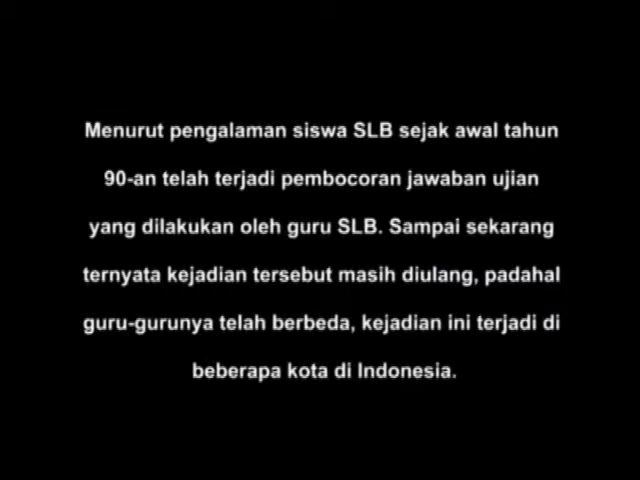 Menurut pengalaman siswa SLB sejak awal tahun
90-an telah terjadi pembocoran jawaban ujian
yang dilakukan oleh guru SLB. Sampai sekarang
ternyata kejadian tersebut masih diulang, padahal
guru-gurunya telah berbeda, kejadian ini terjadi di
beberapa kota di Indonesia.